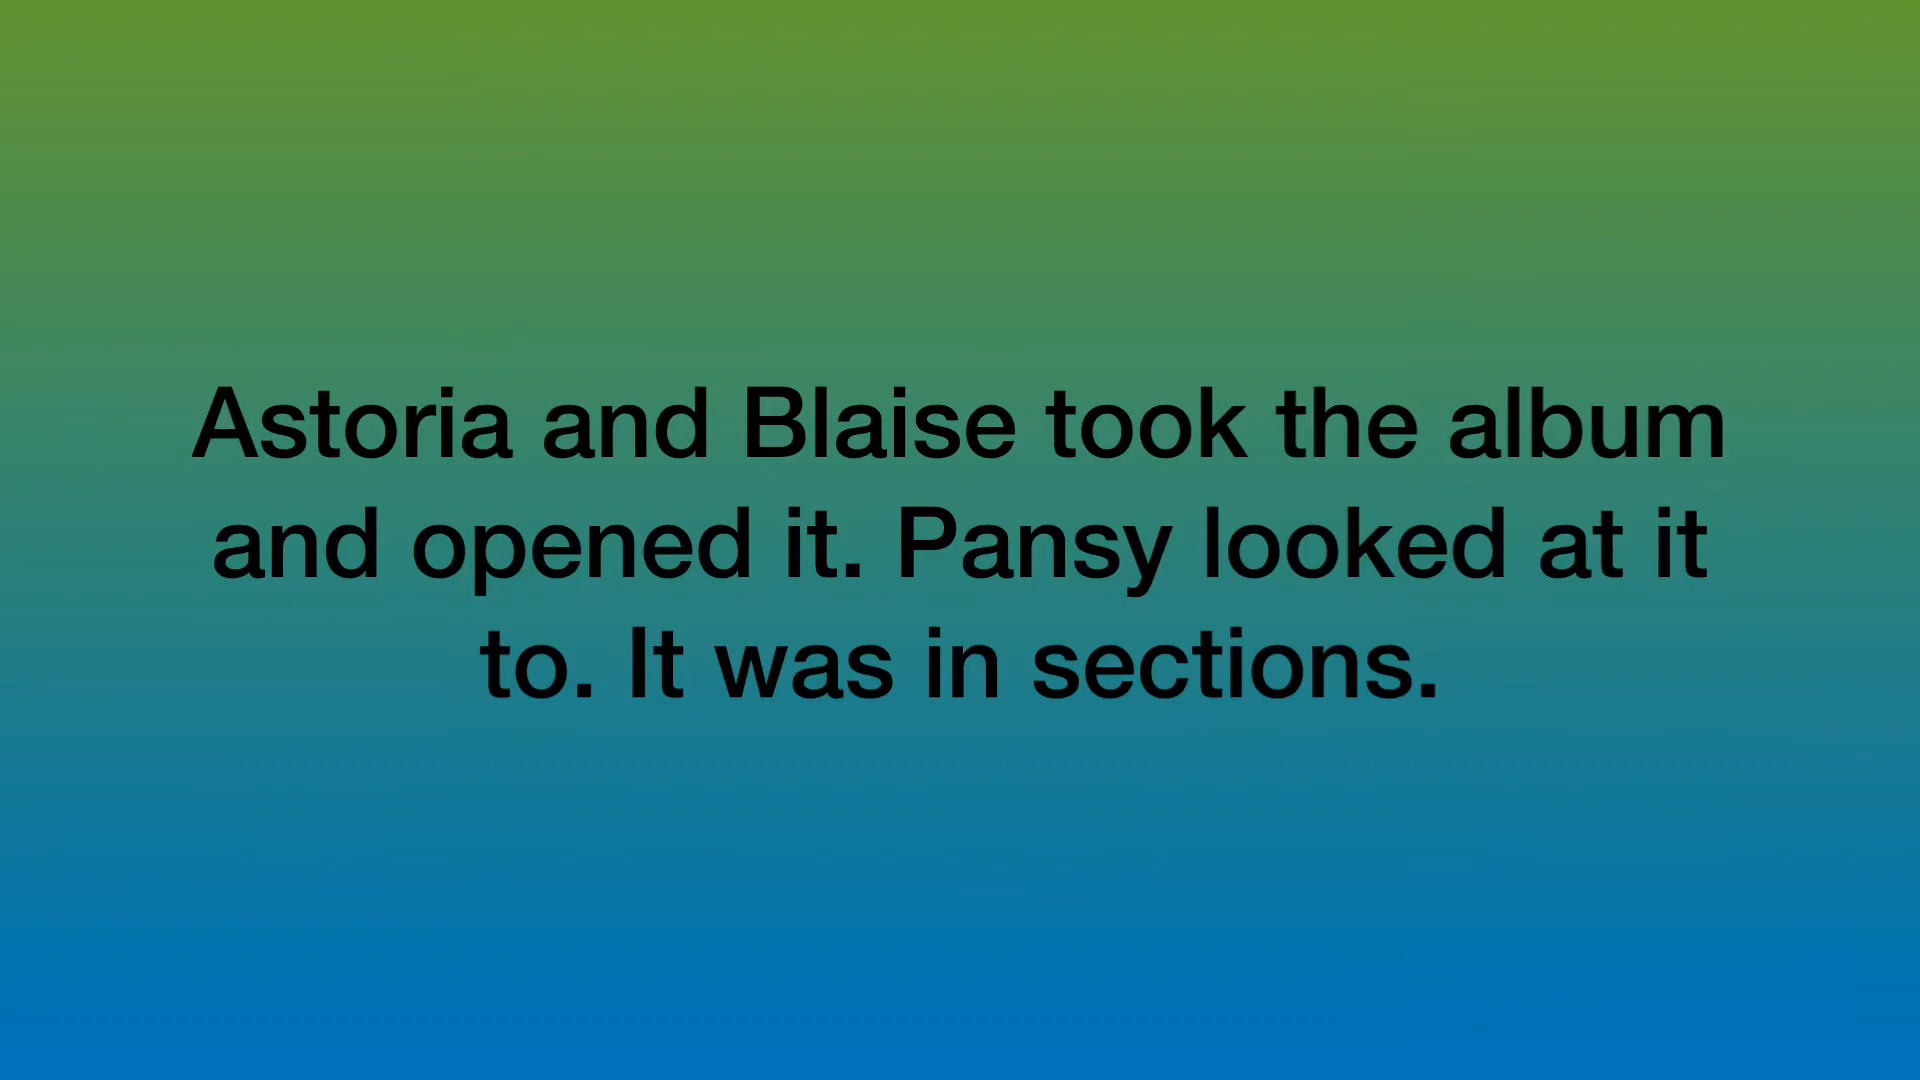 Astoria and Blaise took the album
and opened it. Pansy looked at it
to. It was in sections.